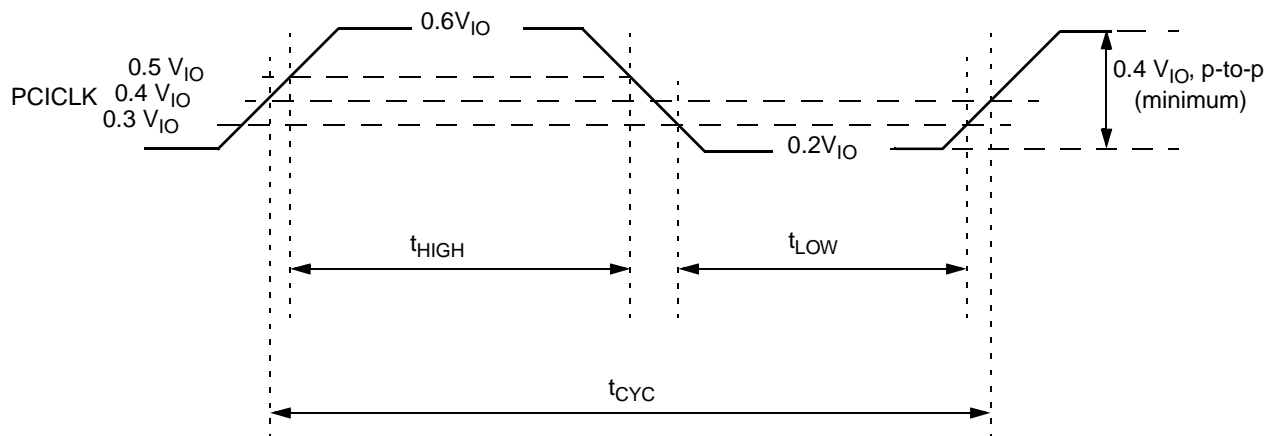 0.6V_IO
0.5 V_IO
PCICLK 0.4 V_IO
0.3 V_IO
0.4 V_IO, p-to-p
(minimum)
0.2V_IO
t_HIGH
t_LOW
t_CYC